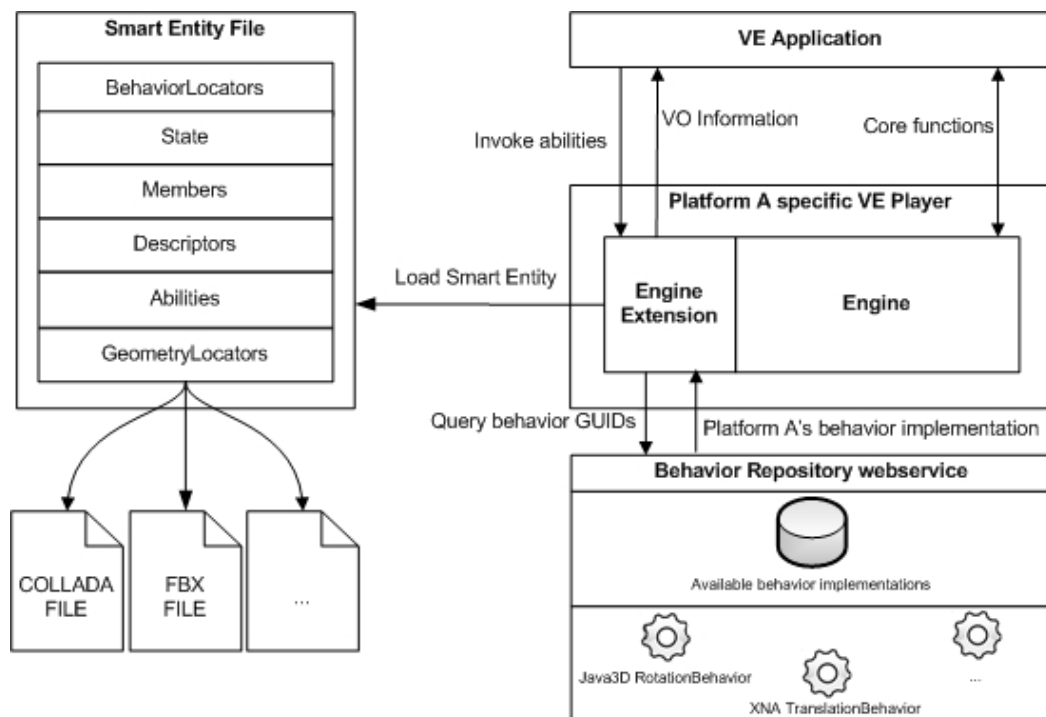 Smart Entity File
BehaviorLocators
State
Members
Descriptors
Abilities
GeometryLocators
COLLADA
FILE
FBX
FILE
...
VE Application
Invoke abilities
VO Information
Core functions
Platform A specific VE Player
Load Smart Entity
Engine
Extension
Engine
Query behavior GUIDs
Platform A's behavior implementation
Behavior Repository webservice
Available behavior implementations
Java3D RotationBehavior
XNA TranslationBehavior
...